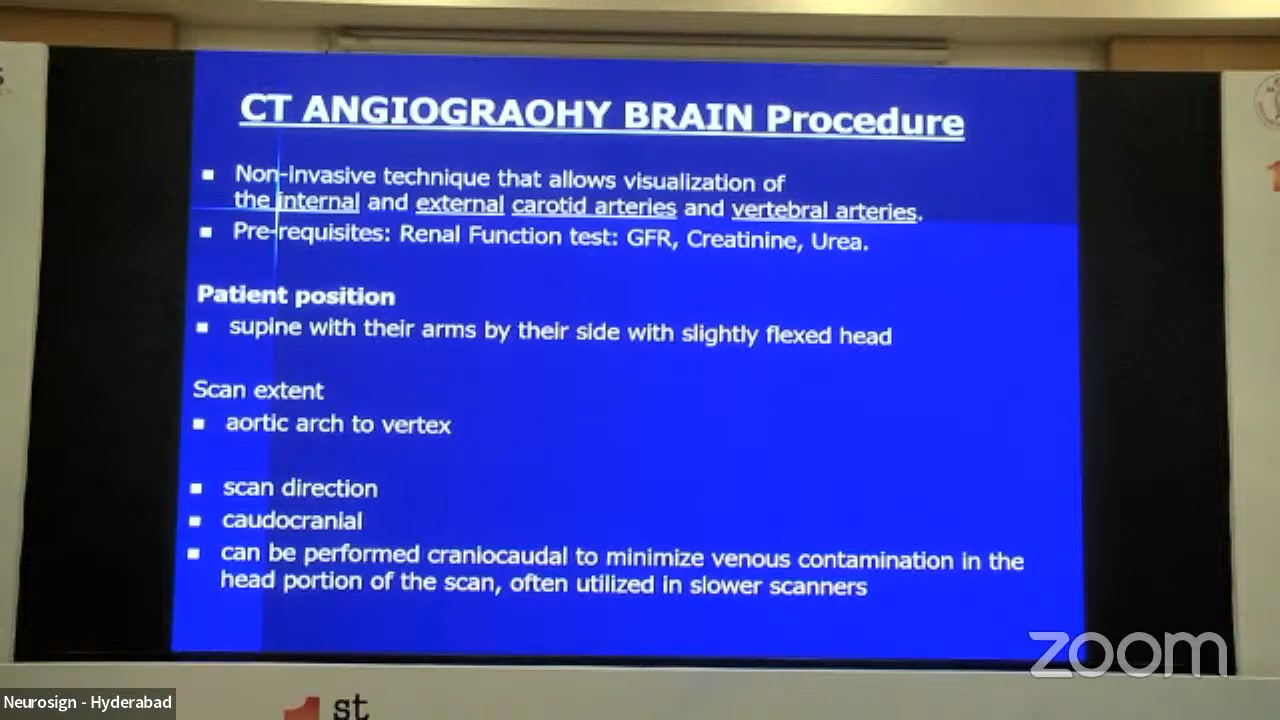 CT ANGIOGRAOHY BRAIN Procedure
▪ Non-invasive technique that allows visualization of
the internal and external carotid arteries and vertebral arteries.
▪ Pre-requisites: Renal Function test: GFR, Creatinine, Urea.
Patient position
▪ supine with their arms by their side with slightly flexed head
Scan extent
▪ aortic arch to vertex
▪ scan direction
▪ caudocranial
▪ can be performed craniocaudal to minimize venous contamination in the
head portion of the scan, often utilized in slower scanners
zoom
Neurosign - Hyderabad
1st